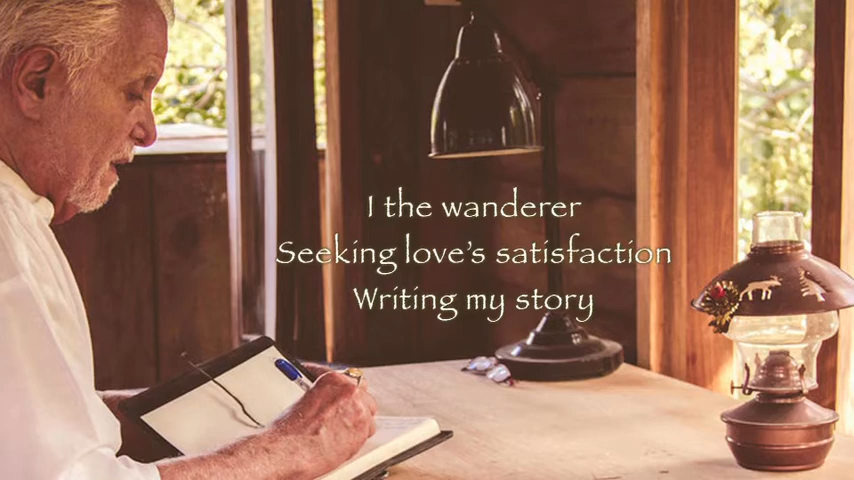 I the wanderer
Seeking love's satisfaction
Writing my story